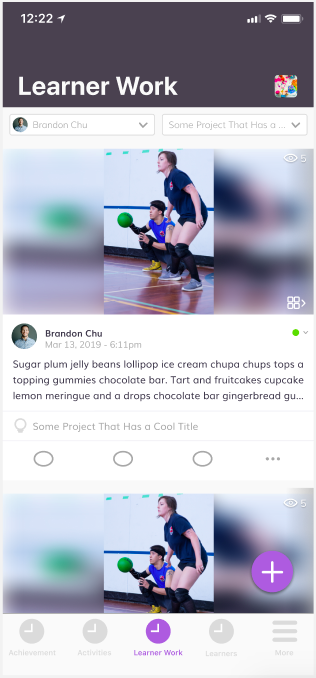 12:22
Learner Work
Brandon Chu
Some Project That Has a ...
5
Brandon Chu
Mar 13, 2019 - 6:11pm
Sugar plum jelly beans lollipop ice cream chupa chups tops a
topping gummies chocolate bar. Tart and fruitcakes cupcake
lemon meringue and a drops chocolate bar gingerbread gu...
Some Project That Has a Cool Title
5
Achievement
Activities
Learner Work
Learners
More